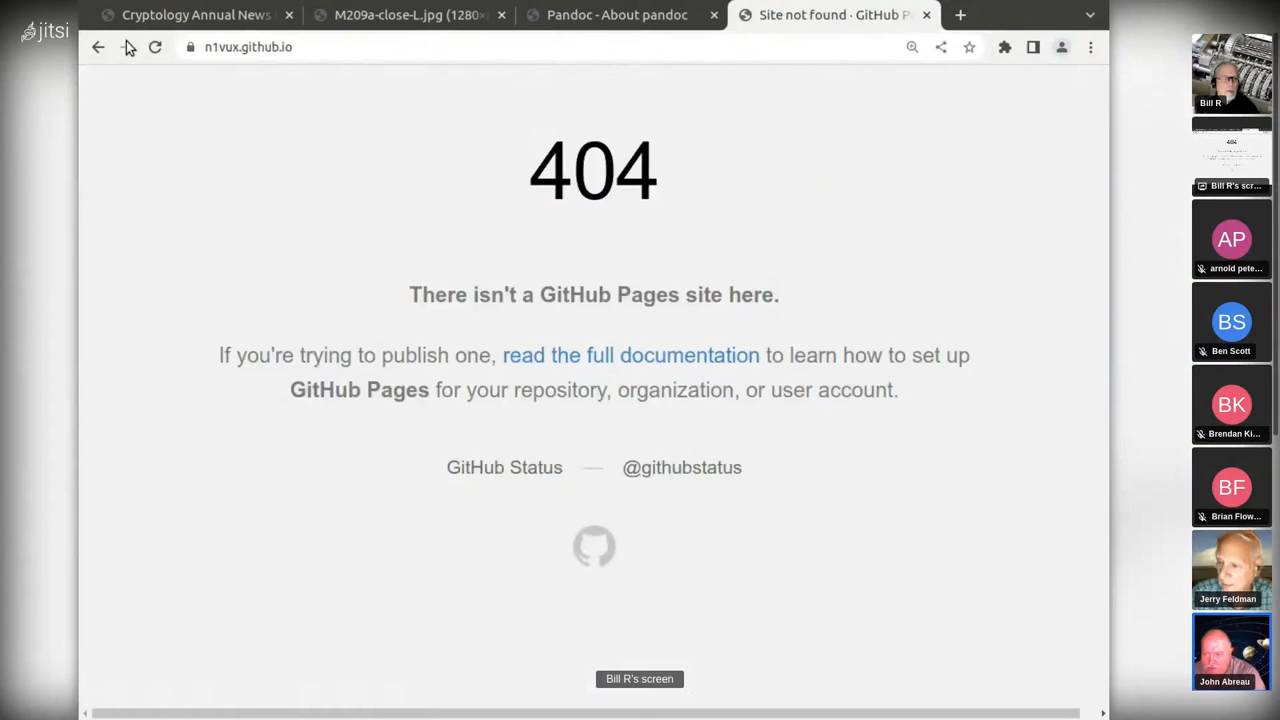 jitsi
Cryptology Annual News
M209a-close-L.jpg (1280×
Pandoc - About pandoc
Site not found · GitHub P
n1vux.github.io
404
There isn't a GitHub Pages site here.
If you're trying to publish one, read the full documentation to learn how to set up
GitHub Pages for your repository, organization, or user account.
GitHub Status — @githubstatus
Bill R's screen
Bill R
404
Bill R's scr...
AP
arnold pete...
BS
Ben Scott
BK
Brendan Ki...
BF
Brian Flow...
Jerry Feldman
John Abreau